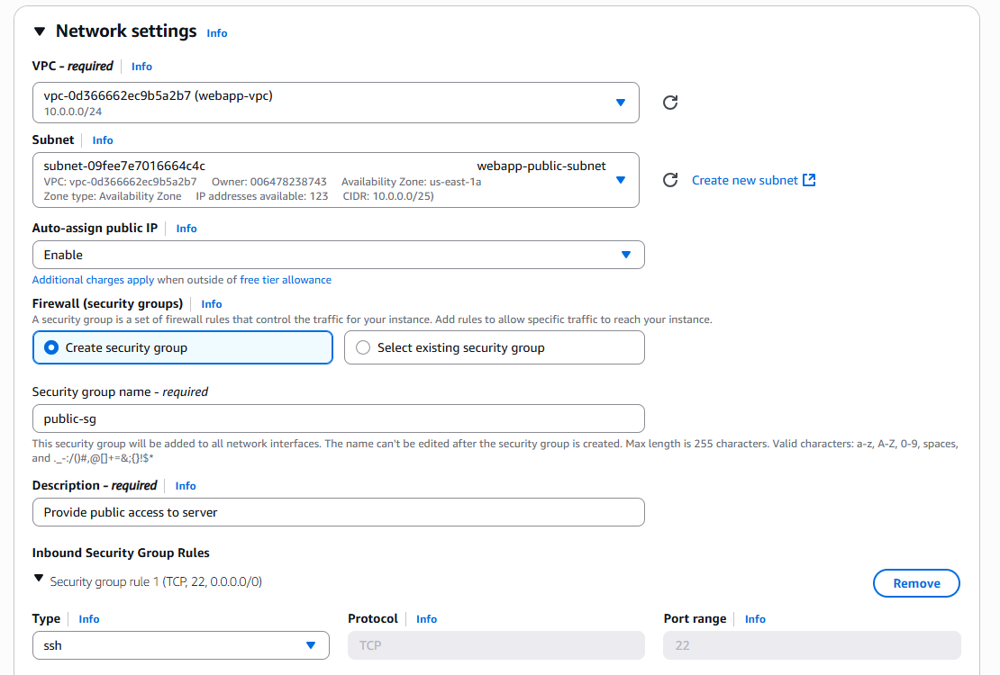 Network settings Info
VPC - required Info
vpc-0d366662ec9b5a2b7 (webapp-vpc)
10.0.0.0/24
Subnet Info
subnet-09fee7e7016664c4c webapp-public-subnet
VPC: vpc-0d366662ec9b5a2b7 Owner: 006478238743 Availability Zone: us-east-1a
Zone type: Availability Zone IP addresses available: 123 CIDR: 10.0.0.0/25)
Create new subnet
Auto-assign public IP Info
Enable
Additional charges apply when outside of free tier allowance
Firewall (security groups) Info
A security group is a set of firewall rules that control the traffic for your instance. Add rules to allow specific traffic to reach your instance.
Create security group Select existing security group
Security group name - required
public-sg
This security group will be added to all network interfaces. The name can't be edited after the security group is created. Max length is 255 characters. Valid characters: a-z, A-Z, 0-9, spaces,
and ._-:/()#,@[]+=&;{}!$*
Description - required Info
Provide public access to server
Inbound Security Group Rules
Security group rule 1 (TCP, 22, 0.0.0.0/0)
Remove
Type Info Protocol Info Port range Info
ssh TCP 22